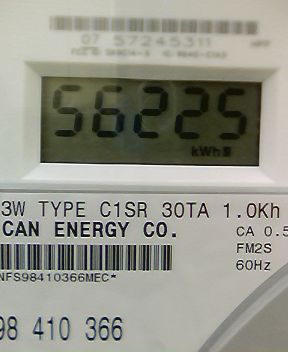 07 57245311
56225
kWh
3W TYPE C1SR 30TA 1.0Kh
CAN ENERGY CO.
CA 0.5
FM2S
NFS98410366MEC*
60Hz
98 410 366